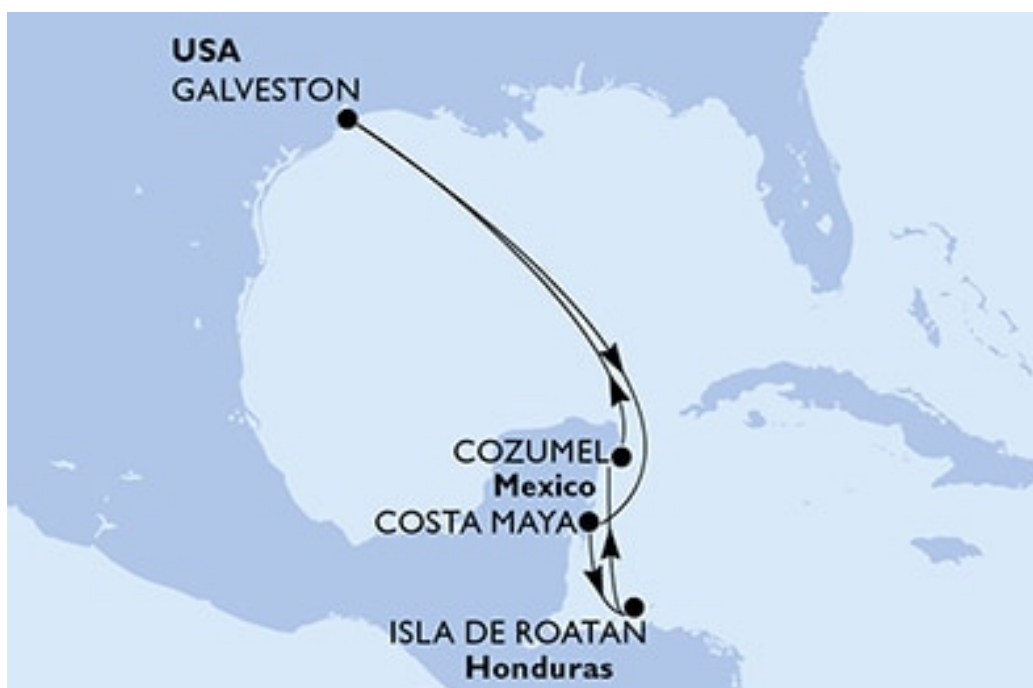 USA
GALVESTON
COZUMEL
Mexico
COSTA MAYA
ISLA DE ROATAN
Honduras